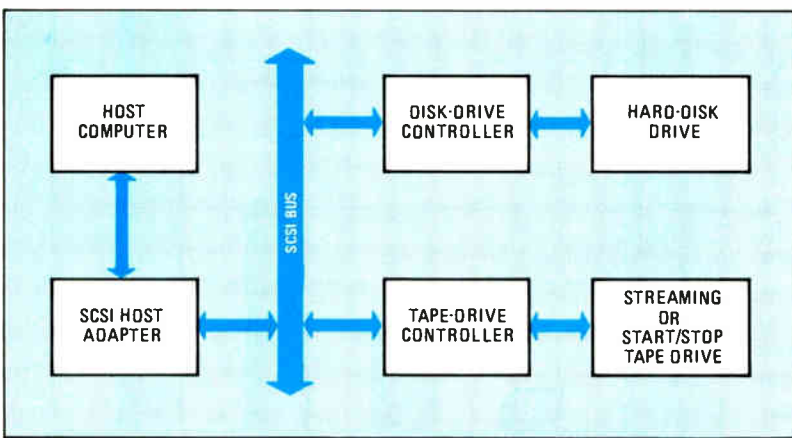 HOST
COMPUTER
DISK-DRIVE
CONTROLLER
HARD-DISK
DRIVE
SCSI BUS
SCSI HOST
ADAPTER
TAPE-DRIVE
CONTROLLER
STREAMING
OR
START/STOP
TAPE DRIVE